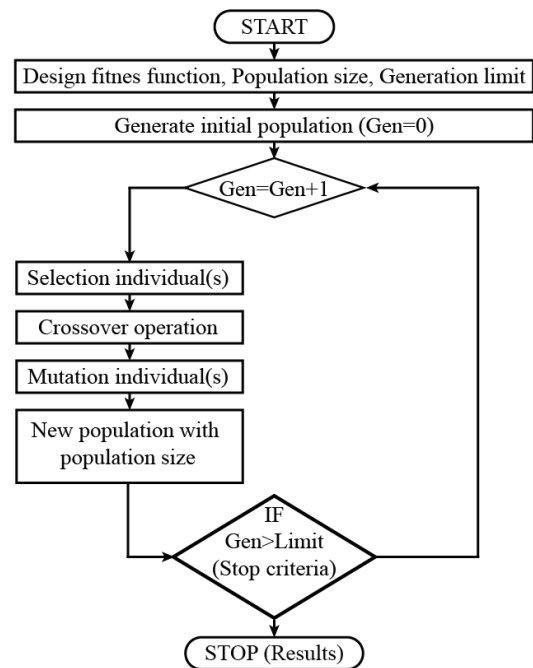 START
Design fitnes function, Population size, Generation limit
Generate initial population (Gen=0)
Gen=Gen+1
Selection individual(s)
Crossover operation
Mutation individual(s)
New population with
population size
IF
Gen>Limit
(Stop criteria)
STOP (Results)